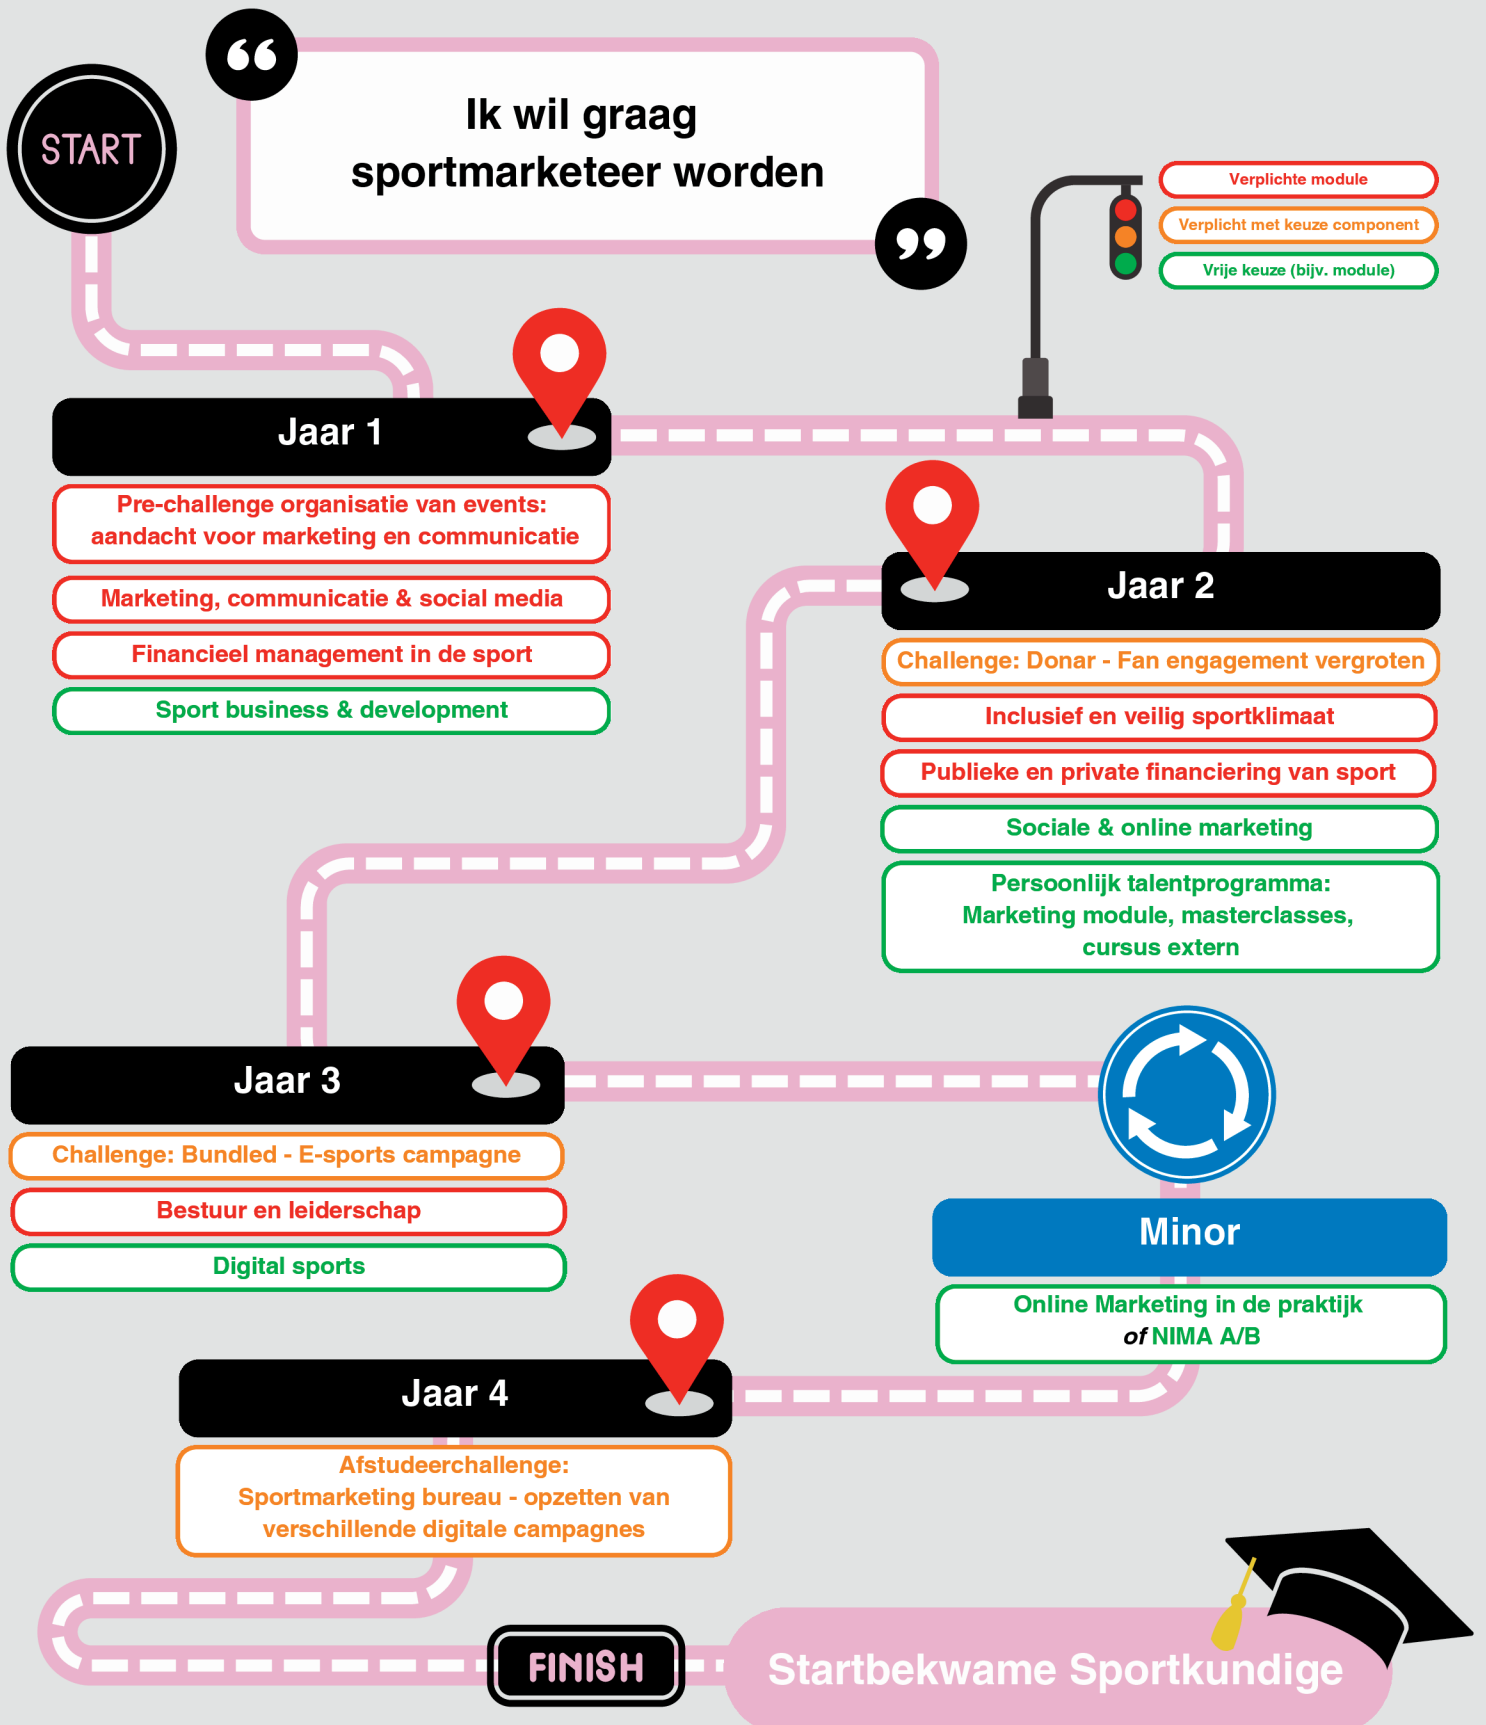 START
Ik wil graag
sportmarketeer worden
Verplichte module
Verplicht met keuze component
Vrije keuze (bijv. module)
Jaar 1
Pre-challenge organisatie van events:
aandacht voor marketing en communicatie
Marketing, communicatie & social media
Financieel management in de sport
Sport business & development
Jaar 2
Challenge: Donar - Fan engagement vergroten
Inclusief en veilig sportklimaat
Publieke en private financiering van sport
Sociale & online marketing
Persoonlijk talentprogramma:
Marketing module, masterclasses,
cursus extern
Jaar 3
Challenge: Bundled - E-sports campagne
Bestuur en leiderschap
Digital sports
Minor
Online Marketing in de praktijk
of NIMA A/B
Jaar 4
Afstudeerchallenge:
Sportmarketing bureau - opzetten van
verschillende digitale campagnes
FINISH
Startbekwame Sportkundige